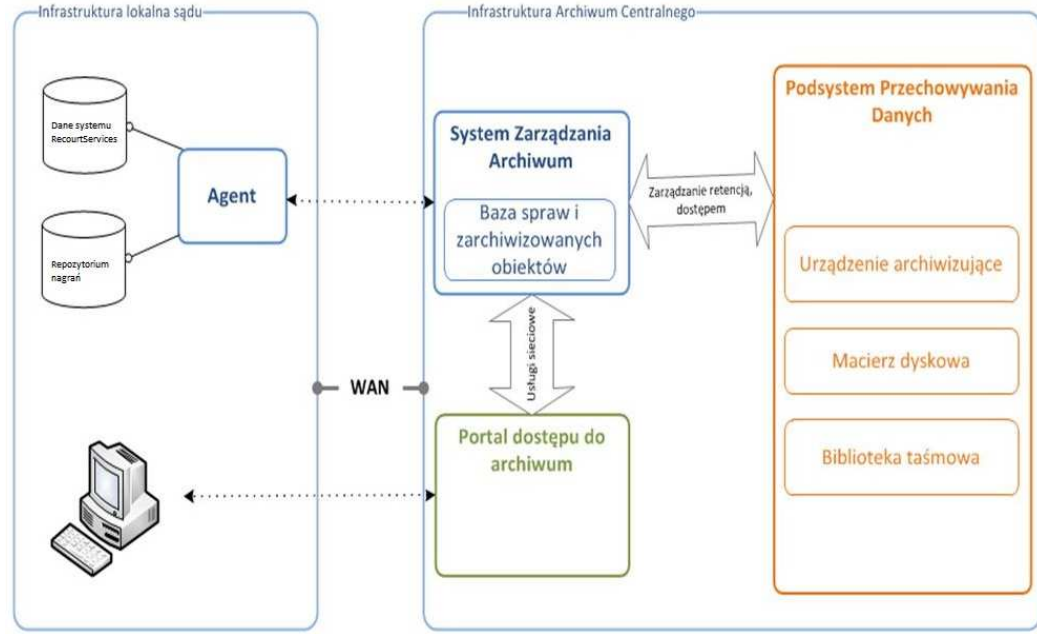 Infrastruktura lokalna sądu
Dane systemu
RecourtServices
Agent
Repozytorium
nagrań
WAN
Infrastruktura Archiwum Centralnego
System Zarządzania
Archiwum
Baza spraw i
zarchiwizowanych
obiektów
Zarządzanie retencją,
dostępem
Usługi sieciowe
Portal dostępu do
archiwum
Podsystem Przechowywania
Danych
Urządzenie archiwizujące
Macierz dyskowa
Biblioteka taśmowa